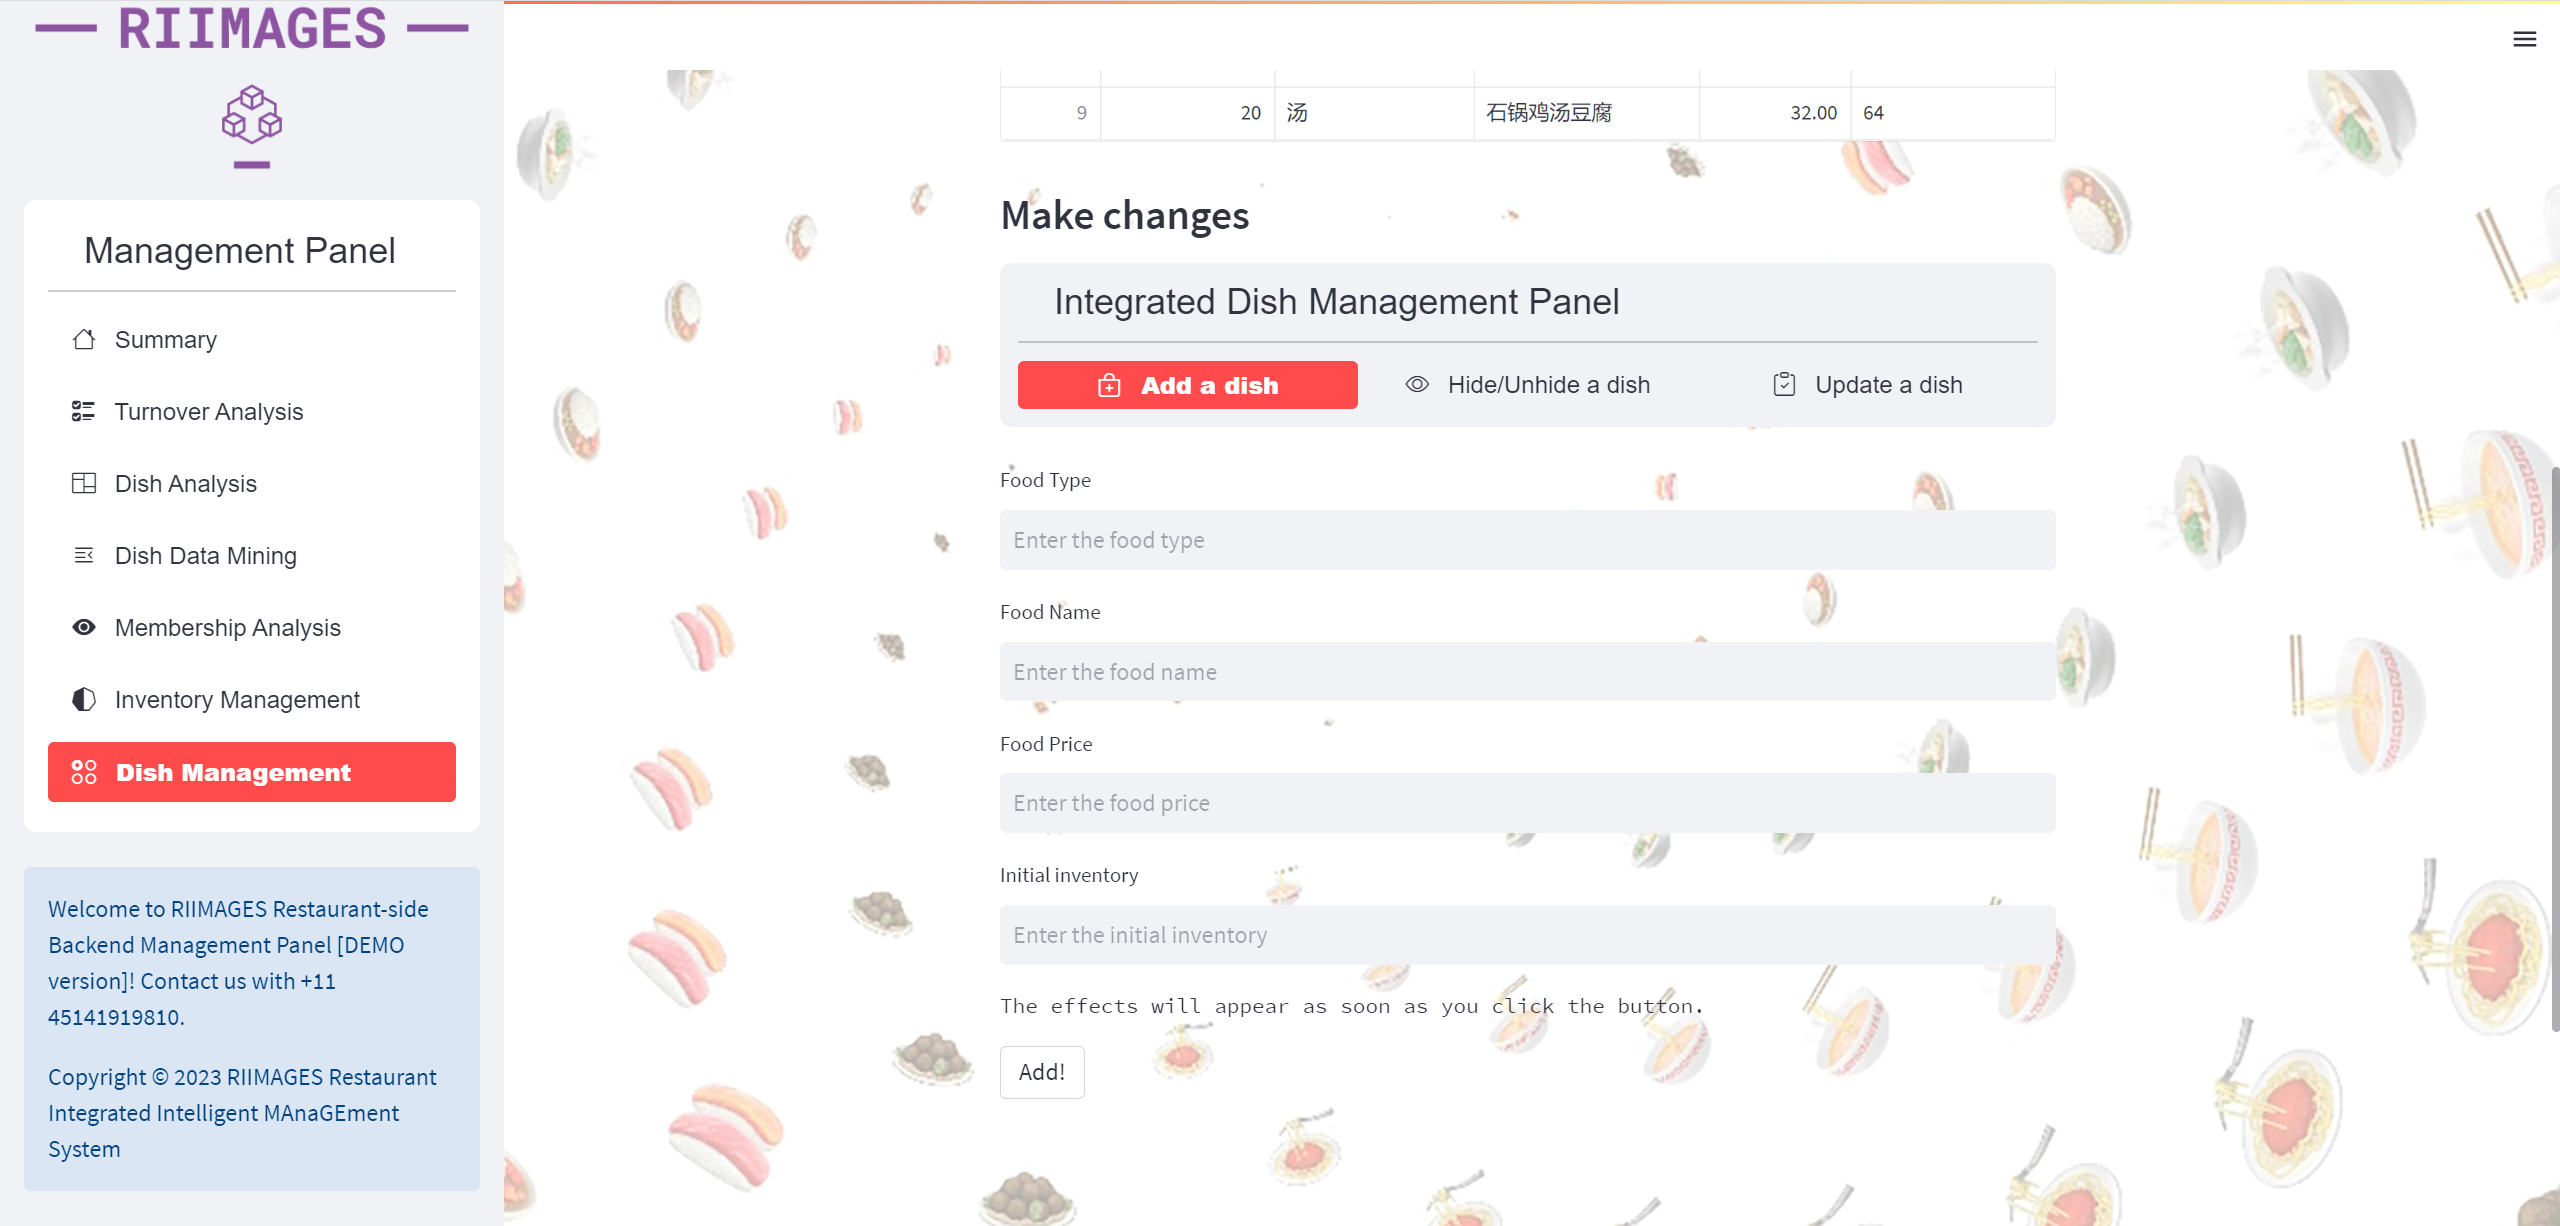 RIIMAGES
Management Panel
Summary
Turnover Analysis
Dish Analysis
Dish Data Mining
Membership Analysis
Inventory Management
Dish Management
Welcome to RIIMAGES Restaurant-side
Backend Management Panel [DEMO
version]! Contact us with +11
45141919810.
Copyright © 2023 RIIMAGES Restaurant
Integrated Intelligent MAnaGEment
System
9 20 汤 石锅鸡汤豆腐 32.00 64
Make changes
Integrated Dish Management Panel
Add a dish Hide/Unhide a dish Update a dish
Food Type
Enter the food type
Food Name
Enter the food name
Food Price
Enter the food price
Initial inventory
Enter the initial inventory
The effects will appear as soon as you click the button.
Add!